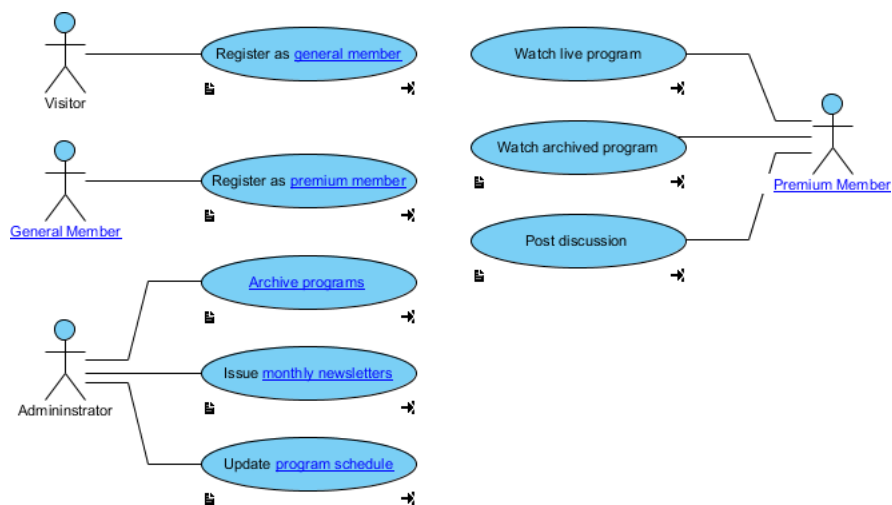 Register as general member
Visitor
Register as premium member
General Member
Archive programs
Issue monthly newsletters
Admininstrator
Update program schedule
Watch live program
Watch archived program
Premium Member
Post discussion